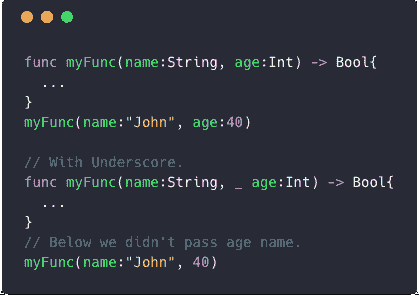 func myFunc(name:String, age:Int) -> Bool{
  ...
}
myFunc(name:"John", age:40)

// With Underscore.
func myFunc(name:String, _ age:Int) -> Bool{
  ...
}
// Below we didn't pass age name.
myFunc(name:"John", 40)